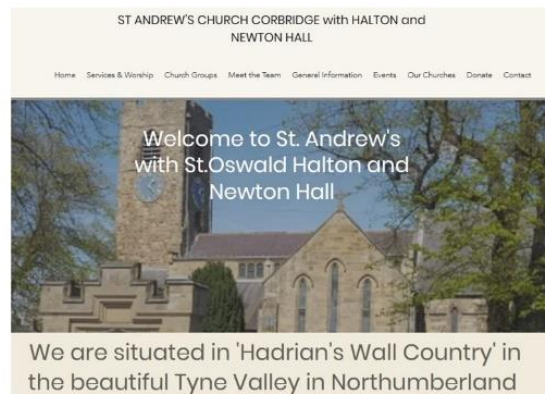 ST ANDREW'S CHURCH CORBRIDGE with HALTON and
NEWTON HALL
Home Services & Worship Church Groups Meet the Team General Information Events Our Churches Donate Contact
Welcome to St. Andrew's
with St.Oswald Halton and
Newton Hall
We are situated in 'Hadrian's Wall Country' in
the beautiful Tyne Valley in Northumberland